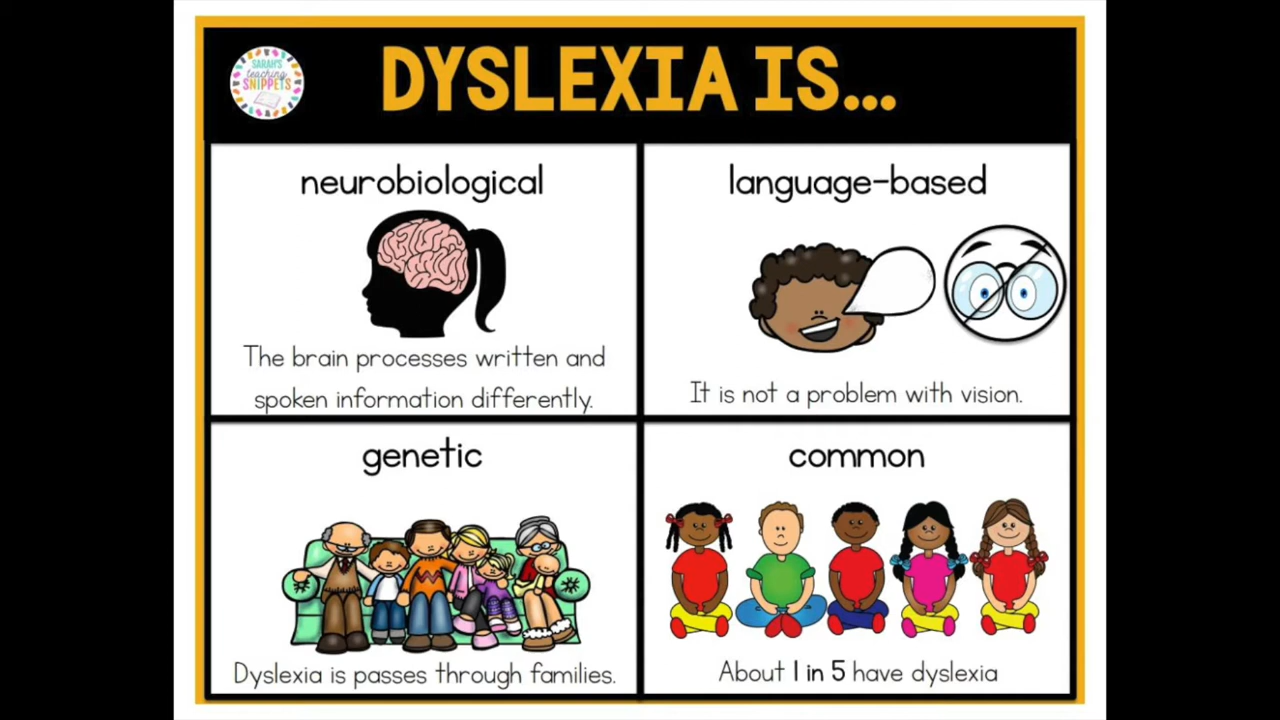 SARAH'S
teaching
SNIPPETS
DYSLEXIA IS...
neurobiological
The brain processes written and
spoken information differently.
language-based
It is not a problem with vision.
genetic
Dyslexia is passes through families.
common
About 1 in 5 have dyslexia